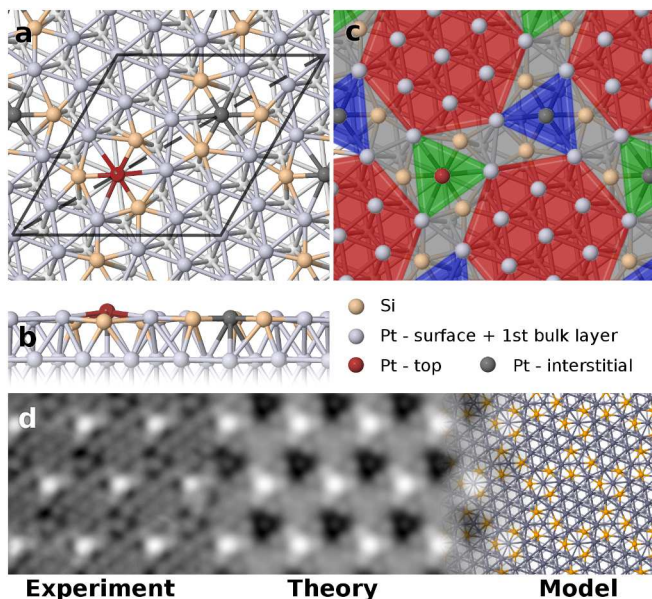 a
c
b
Si
Pt - surface + 1st bulk layer
Pt - top
Pt - interstitial
d
Experiment
Theory
Model